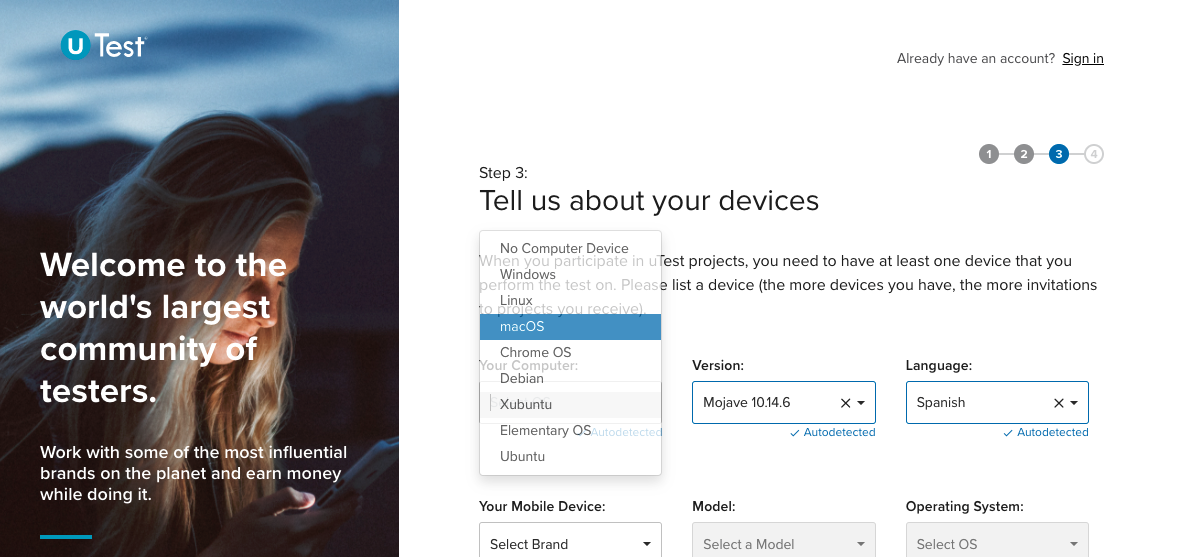 u Test
Already have an account? Sign in
1 2 3 4
Step 3:
Tell us about your devices
Welcome to the
world's largest
community of
testers.
Work with some of the most influential
brands on the planet and earn money
while doing it.
When you participate in uTest projects, you need to have at least one device that you
perform the test on. Please list a device (the more devices you have, the more invitations
to projects you receive).
No Computer Device
Windows
Linux
macOS
Chrome OS
Debian
Xubuntu
Elementary OS
Ubuntu
Your Computer:
Autodetected
Version:
Mojave 10.14.6
Autodetected
Language:
Spanish
Autodetected
Your Mobile Device:
Select Brand
Model:
Select a Model
Operating System:
Select OS